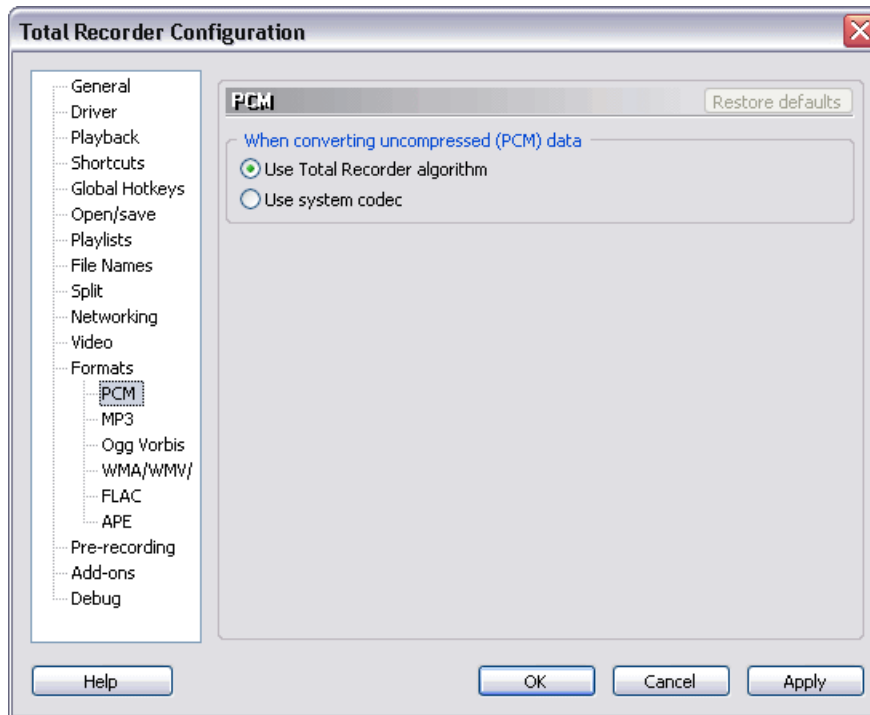 Total Recorder Configuration
General
Driver
Playback
Shortcuts
Global Hotkeys
Open/save
Playlists
File Names
Split
Networking
Video
Formats
PCM
MP3
Ogg Vorbis
WMA/WMV/
FLAC
APE
Pre-recording
Add-ons
Debug
PCM
Restore defaults
When converting uncompressed (PCM) data
Use Total Recorder algorithm
Use system codec
Help
OK
Cancel
Apply